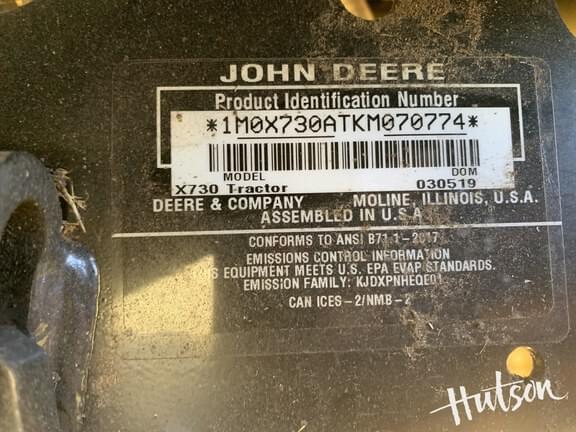 JOHN DEERE
Product Identification Number
*1M0X730ATKM070774*
MODEL DOM
X730 Tractor 030519
DEERE & COMPANY MOLINE, ILLINOIS, U.S.A.
ASSEMBLED IN U.S.A
CONFORMS TO ANSI B71.1-2017
EMISSIONS CONTROL INFORMATION
THIS EQUIPMENT MEETS U.S. EPA EVAP STANDARDS.
EMISSION FAMILY: KJDXPNHEQE01
CAN ICES-2/NMB-2
Hutson